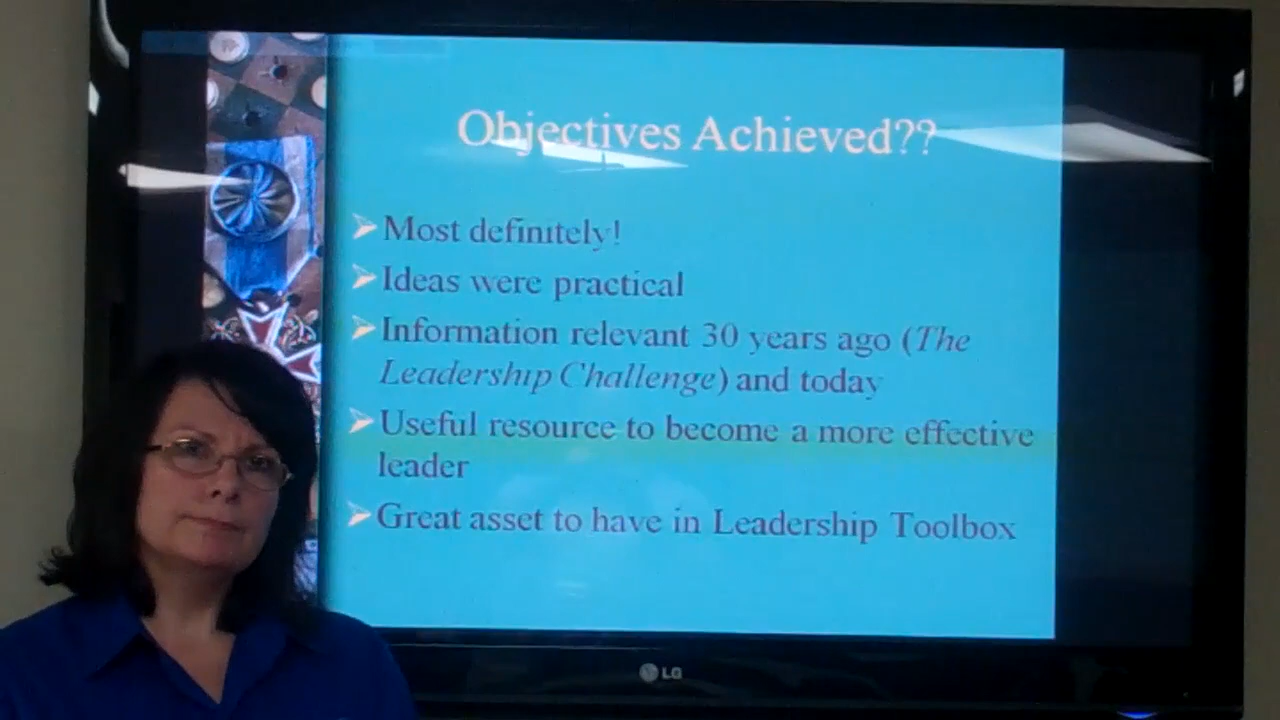 Objectives Achieved??
Most definitely!
Ideas were practical
Information relevant 30 years ago (The
Leadership Challenge) and today
Useful resource to become a more effective
leader
Great asset to have in Leadership Toolbox
LG